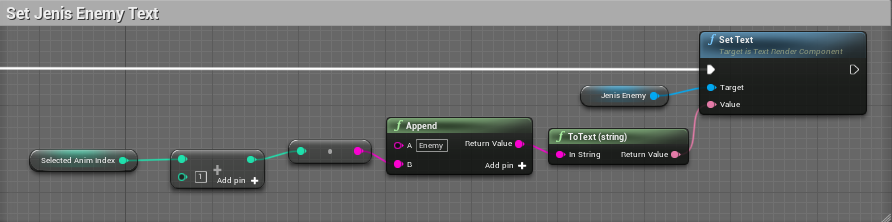 Set Jenis Enemy Text
Set Text
Target is Text Render Component
Jenis Enemy
Target
Value
Append
ToText (string)
A Enemy Return Value
Selected Anim Index
In String Return Value
B Add pin
1 Add pin